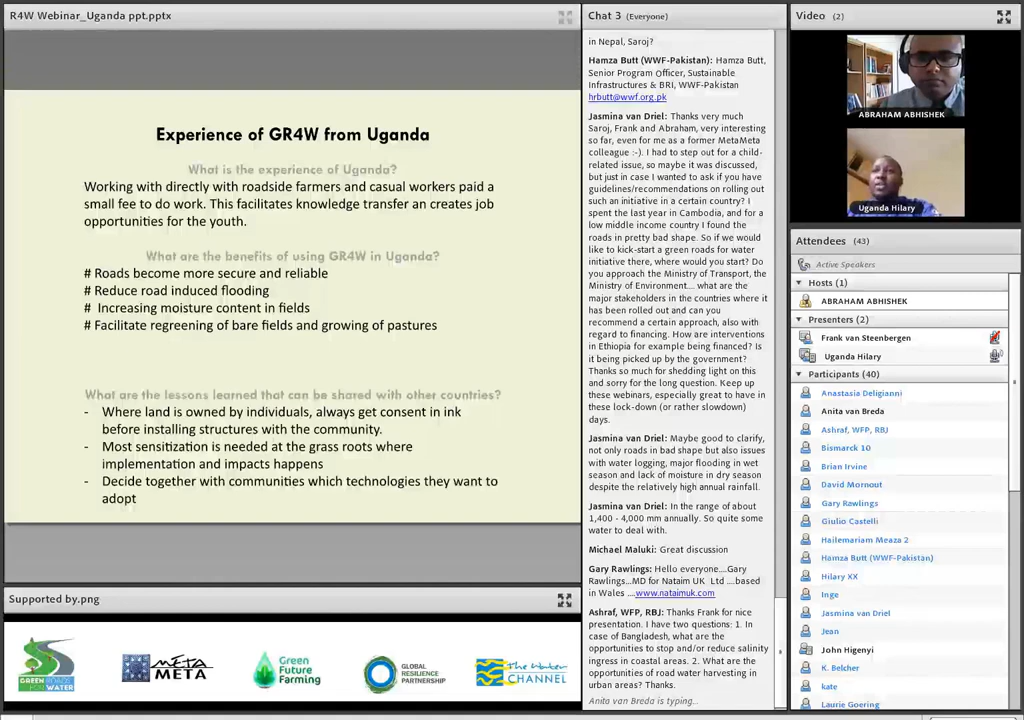 R4W Webinar_Uganda ppt.pptx
Experience of GR4W from Uganda
What is the experience of Uganda?
Working with directly with roadside farmers and casual workers paid a
small fee to do work. This facilitates knowledge transfer an creates job
opportunities for the youth.
What are the benefits of using GR4W in Uganda?
# Roads become more secure and reliable
# Reduce road induced flooding
# Increasing moisture content in fields
# Facilitate regreening of bare fields and growing of pastures
What are the lessons learned that can be shared with other countries?
- Where land is owned by individuals, always get consent in ink
before installing structures with the community.
- Most sensitization is needed at the grass roots where
implementation and impacts happens
- Decide together with communities which technologies they want to
adopt
Supported by.png
GREEN ROADS
FOR WATER
META
META
Green
Future
Farming
GLOBAL
RESILIENCE
PARTNERSHIP
The Water
CHANNEL
Chat 3 (Everyone)
in Nepal, Saroj?
Hamza Butt (WWF-Pakistan): Hamza Butt,
Senior Program Officer, Sustainable
Infrastructures & BRI, WWF-Pakistan
hrbutt@wwf.org.pk
Jasmina van Driel: Thanks very much
Saroj, Frank and Abraham, very interesting
so far, even for me as a former MetaMeta
colleague :-). I had to step out for a child-
related issue, so maybe it was discussed,
but just in case I wanted to ask if you have
guidelines/recommendations on rolling out
such an initiative in a certain country? I
spent the last year in Cambodia, and for a
low middle income country I found the
roads in pretty bad shape. So if we would
like to kick-start a green roads for water
initiative there, where would you start? Do
you approach the Ministry of Transport, the
Ministry of Environment... what are the
major stakeholders in the countries where it
has been rolled out and can you
recommend a certain approach, also with
regard to financing. How are interventions
in Ethiopia for example being financed? Is
it being picked up by the government?
Thanks so much for shedding light on this
and sorry for the long question. Keep up
these webinars, especially great to have in
these lock-down (or rather slowdown)
days.
Jasmina van Driel: Maybe good to clarify,
not only roads in bad shape but also issues
with water logging, major flooding in wet
season and lack of moisture in dry season
despite the relatively high annual rainfall.
Jasmina van Driel: In the range of about
1,400 - 4,000 mm annually. So quite some
water to deal with.
Michael Maluki: Great discussion
Gary Rawlings: Hello everyone....Gary
Rawlings...MD for Nataim UK Ltd ....based
in Wales ....www.nataimuk.com
Ashraf, WFP, RBJ: Thanks Frank for nice
presentation. I have two questions: 1. In
case of Bangladesh, what are the
opportunities to stop and/or reduce salinity
ingress in coastal areas. 2. What are the
opportunities of road water harvesting in
urban areas? Thanks.
Anita van Breda is typing...
Video (2)
ABRAHAM ABHISHEK
Uganda Hilary
Attendees (43)
Active Speakers
Hosts (1)
ABRAHAM ABHISHEK
Presenters (2)
Frank van Steenbergen
Uganda Hilary
Participants (40)
Anastasia Deligianni
Anita van Breda
Ashraf, WFP, RBJ
Bismarck 10
Brian Irvine
David Mornout
Gary Rawlings
Giulio Castelli
Hailemariam Meaza 2
Hamza Butt (WWF-Pakistan)
Hilary XX
Inge
Jasmina van Driel
Jean
John Higenyi
K. Belcher
kate
Laurie Goering